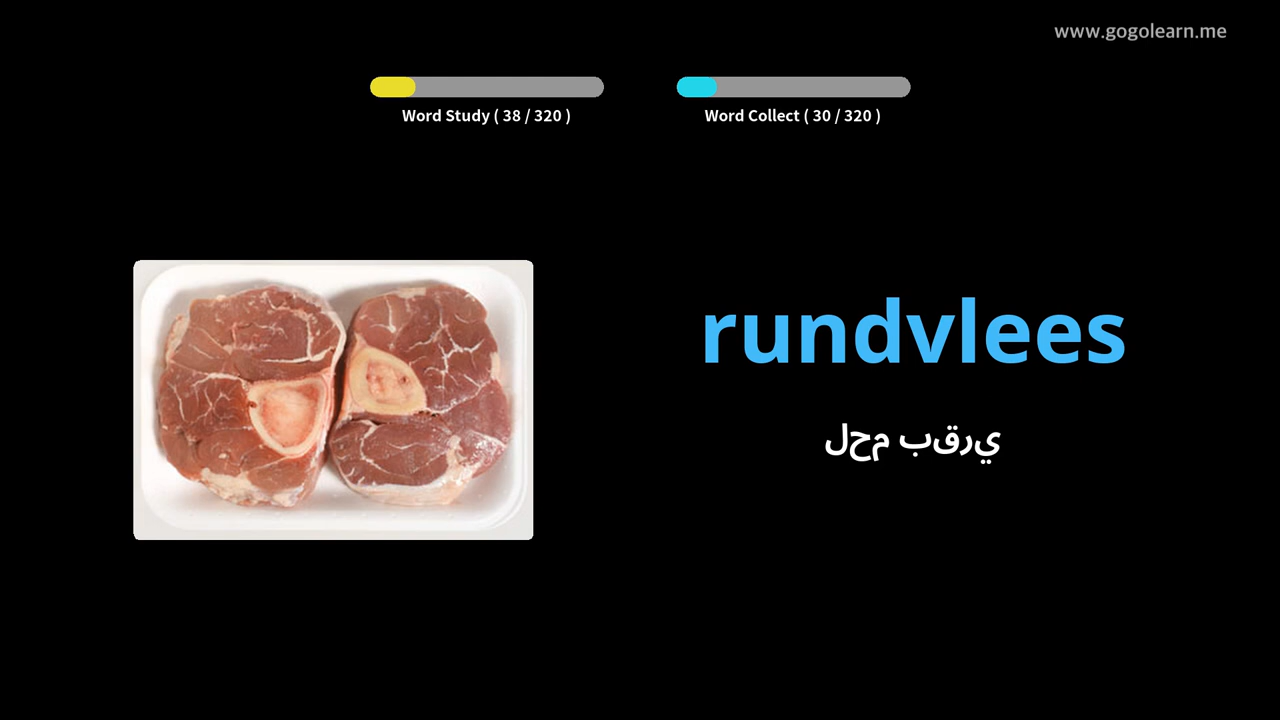 www.gogolearn.me
Word Study ( 38 / 320 )
Word Collect ( 30 / 320 )
rundvlees
لحم بقري